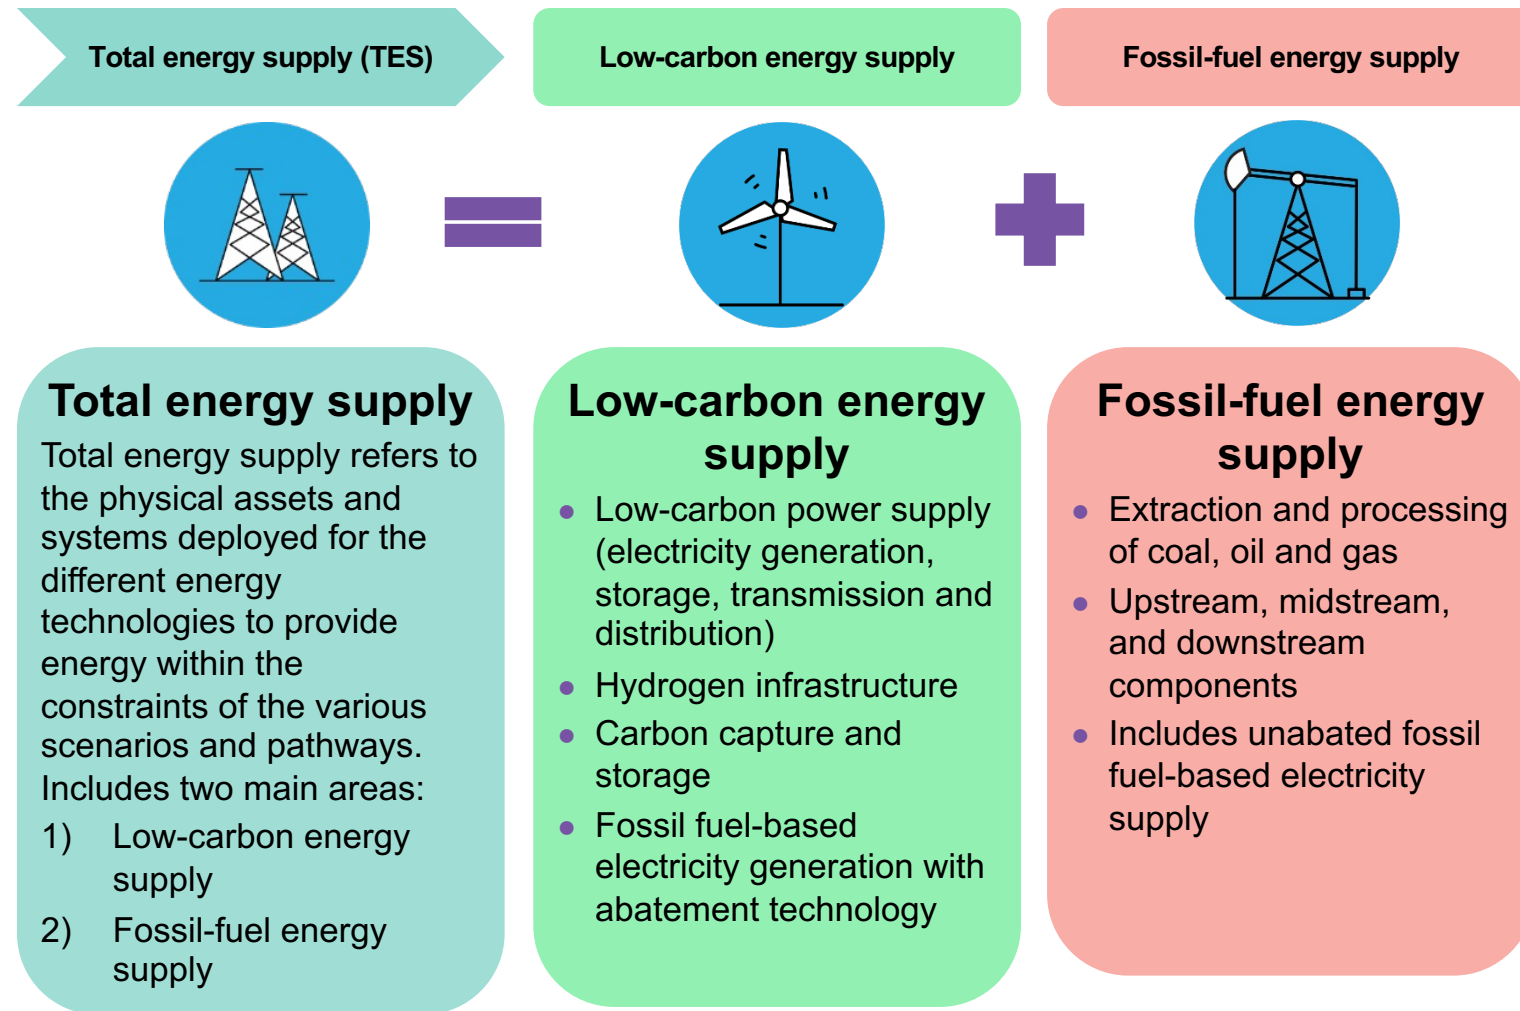 Total energy supply (TES)
Low-carbon energy supply
Fossil-fuel energy supply
Total energy supply
Total energy supply refers to
the physical assets and
systems deployed for the
different energy
technologies to provide
energy within the
constraints of the various
scenarios and pathways.
Includes two main areas:
1) Low-carbon energy
supply
2) Fossil-fuel energy
supply
Low-carbon energy
supply
• Low-carbon power supply
(electricity generation,
storage, transmission and
distribution)
• Hydrogen infrastructure
• Carbon capture and
storage
• Fossil fuel-based
electricity generation with
abatement technology
Fossil-fuel energy
supply
• Extraction and processing
of coal, oil and gas
• Upstream, midstream,
and downstream
components
• Includes unabated fossil
fuel-based electricity
supply